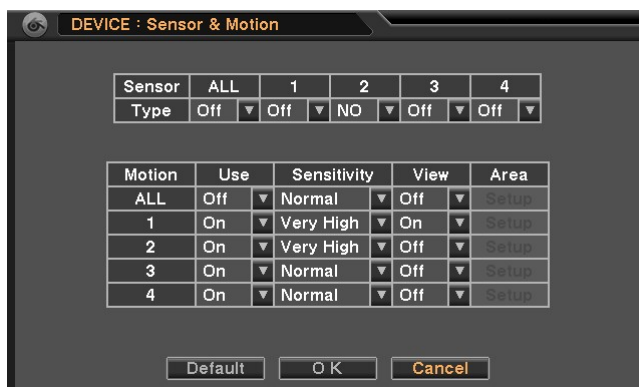 DEVICE : Sensor & Motion
Sensor ALL 1 2 3 4
Type Off Off NO Off Off
Motion Use Sensitivity View Area
ALL Off Normal Off Setup
1 On Very High On Setup
2 On Very High Off Setup
3 On Normal Off Setup
4 On Normal Off Setup
Default OK Cancel